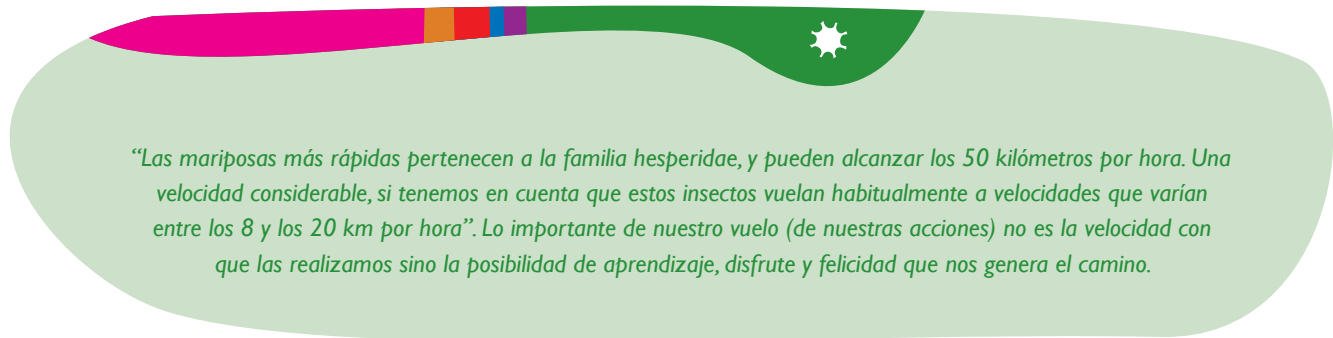 “Las mariposas más rápidas pertenecen a la familia hesperidae, y pueden alcanzar los 50 kilómetros por hora. Una
velocidad considerable, si tenemos en cuenta que estos insectos vuelan habitualmente a velocidades que varían
entre los 8 y los 20 km por hora”. Lo importante de nuestro vuelo (de nuestras acciones) no es la velocidad con
que las realizamos sino la posibilidad de aprendizaje, disfrute y felicidad que nos genera el camino.